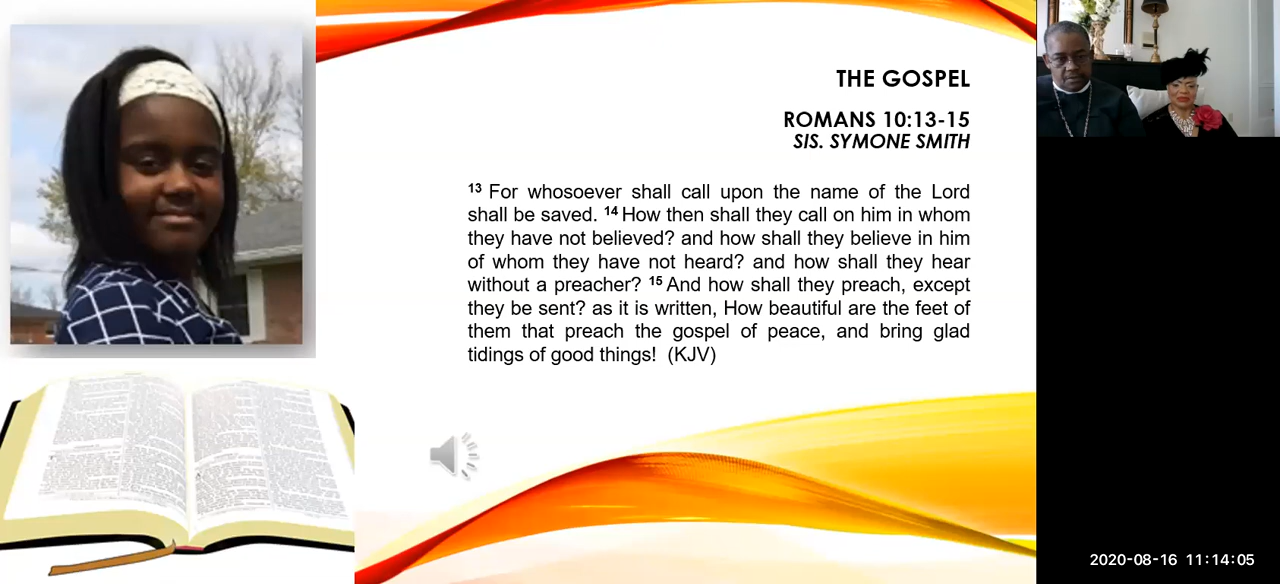 THE GOSPEL
ROMANS 10:13-15
SIS. SYMONE SMITH
13 For whosoever shall call upon the name of the Lord
shall be saved. 14 How then shall they call on him in whom
they have not believed? and how shall they believe in him
of whom they have not heard? and how shall they hear
without a preacher? 15 And how shall they preach, except
they be sent? as it is written, How beautiful are the feet of
them that preach the gospel of peace, and bring glad
tidings of good things! (KJV)
2020-08-16 11:14:05